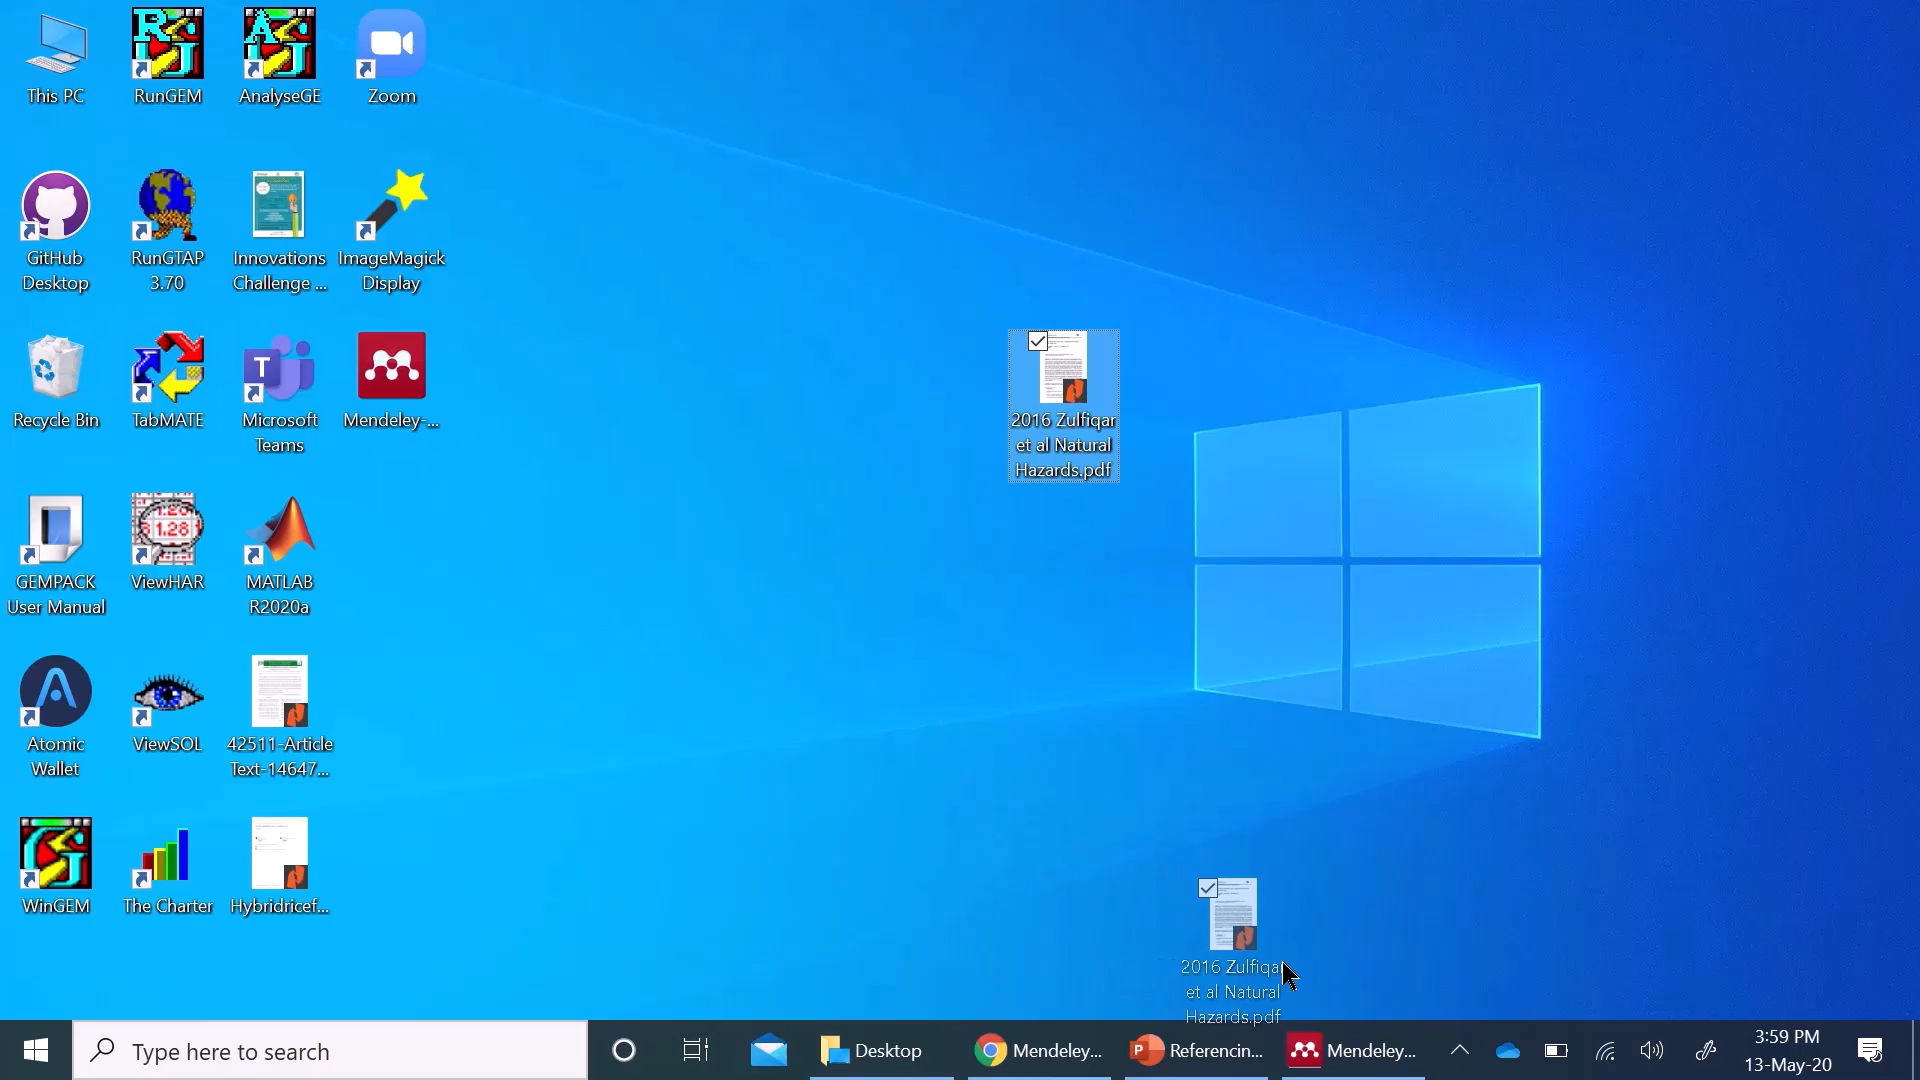 This PC
RunGEM
AnalyseGE
Zoom
GitHub
Desktop
RunGTAP
3.70
Innovations
Challenge ...
ImageMagick
Display
Recycle Bin
TabMATE
Microsoft
Teams
Mendeley-...
2016 Zulfiqar
et al Natural
Hazards.pdf
GEMPACK
User Manual
ViewHAR
MATLAB
R2020a
Atomic
Wallet
ViewSOL
42511-Article
Text-14647...
WinGEM
The Charter
Hybridricef...
2016 Zulfiqar
et al Natural
Hazards.pdf
Type here to search
Desktop
Mendeley...
Referencin...
Mendeley...
3:59 PM
13-May-20